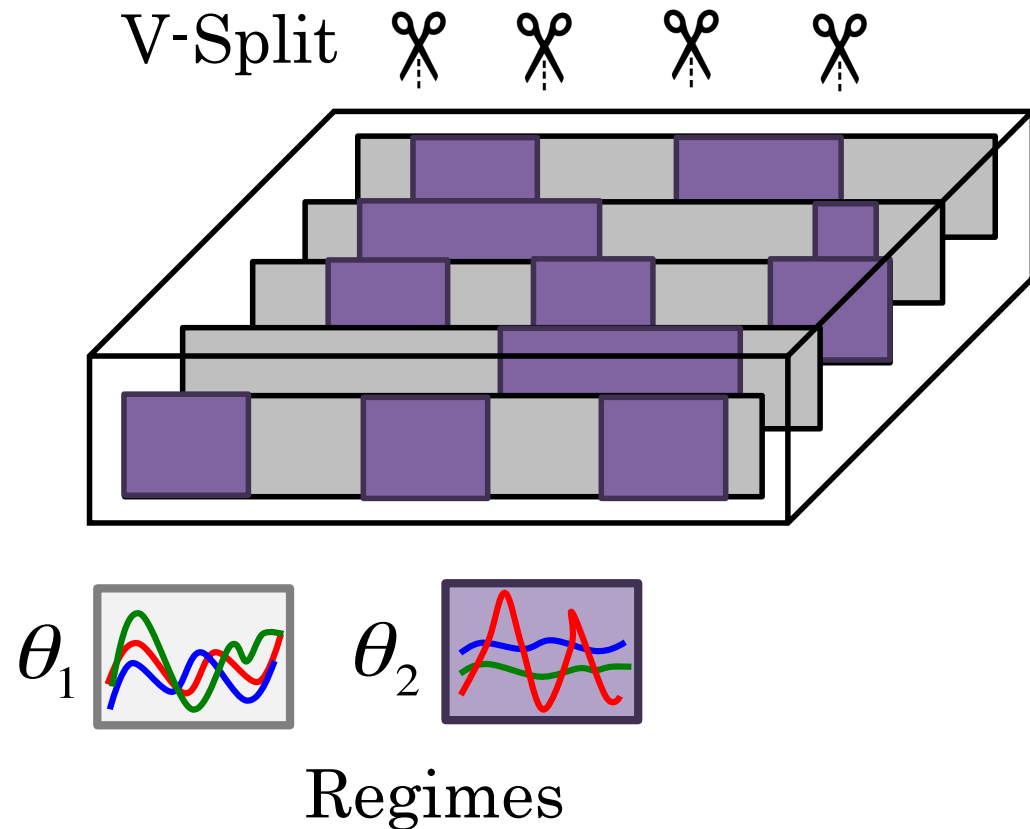 V-Split
θ₁ θ₂
Regimes